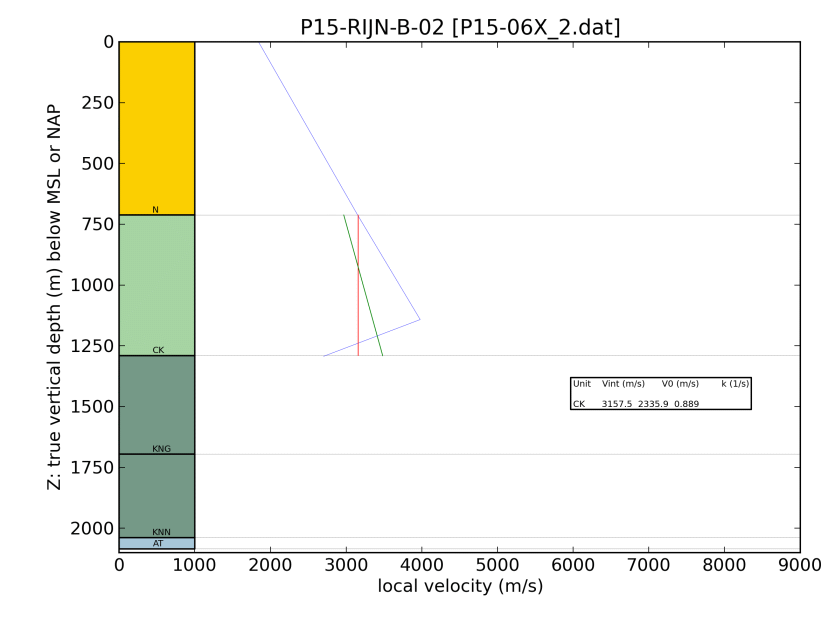 P15-RIJN-B-02 [P15-06X_2.dat]
Z: true vertical depth (m) below MSL or NAP
0
250
500
750
1000
1250
1500
1750
2000
N
CK
KNG
KNN
AT
Unit Vint (m/s) V0 (m/s) k (1/s)
CK 3157.5 2335.9 0.889
0 1000 2000 3000 4000 5000 6000 7000 8000 9000
local velocity (m/s)